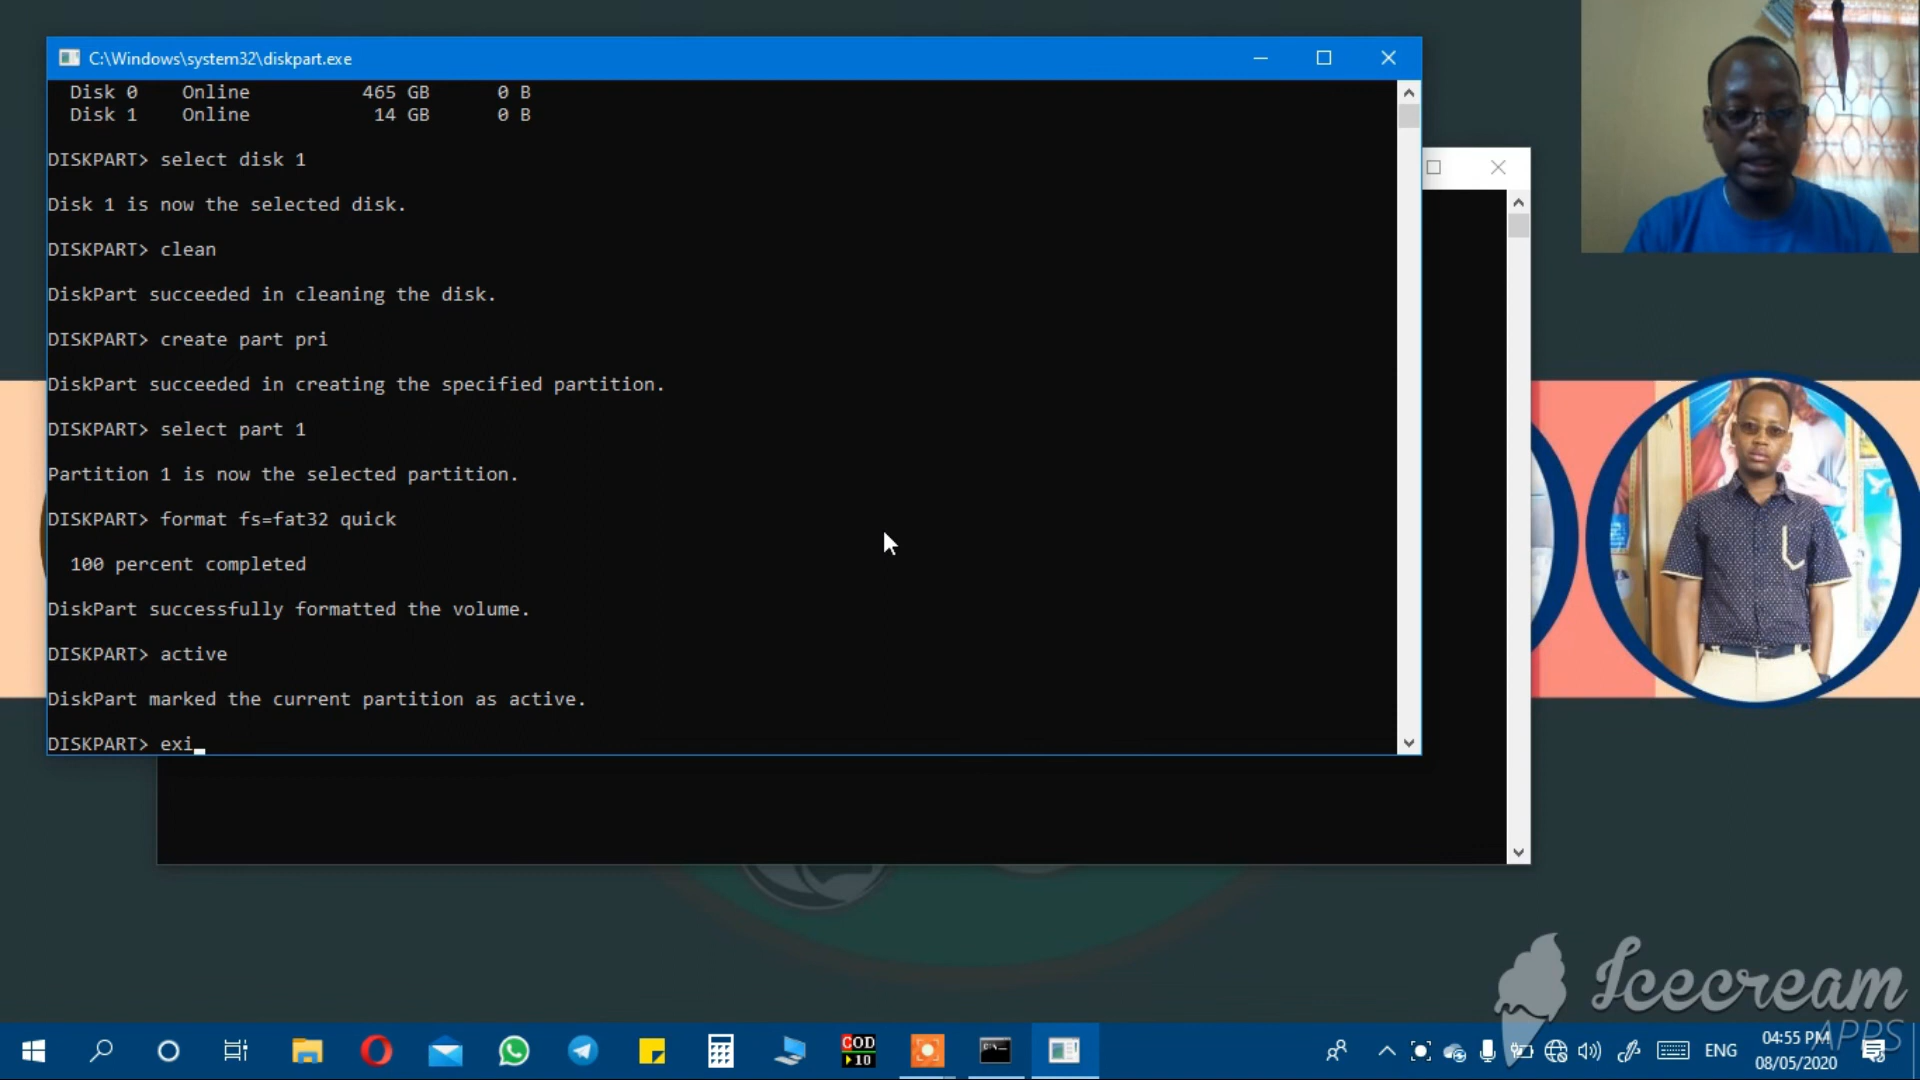 C:\Windows\system32\diskpart.exe
Disk 0    Online          465 GB      0 B
Disk 1    Online           14 GB      0 B
DISKPART> select disk 1
Disk 1 is now the selected disk.
DISKPART> clean
DiskPart succeeded in cleaning the disk.
DISKPART> create part pri
DiskPart succeeded in creating the specified partition.
DISKPART> select part 1
Partition 1 is now the selected partition.
DISKPART> format fs=fat32 quick
100 percent completed
DiskPart successfully formatted the volume.
DISKPART> active
DiskPart marked the current partition as active.
DISKPART> exi_
Icecream
APPS
COD
10
ENG
04:55 PM
08/05/2020